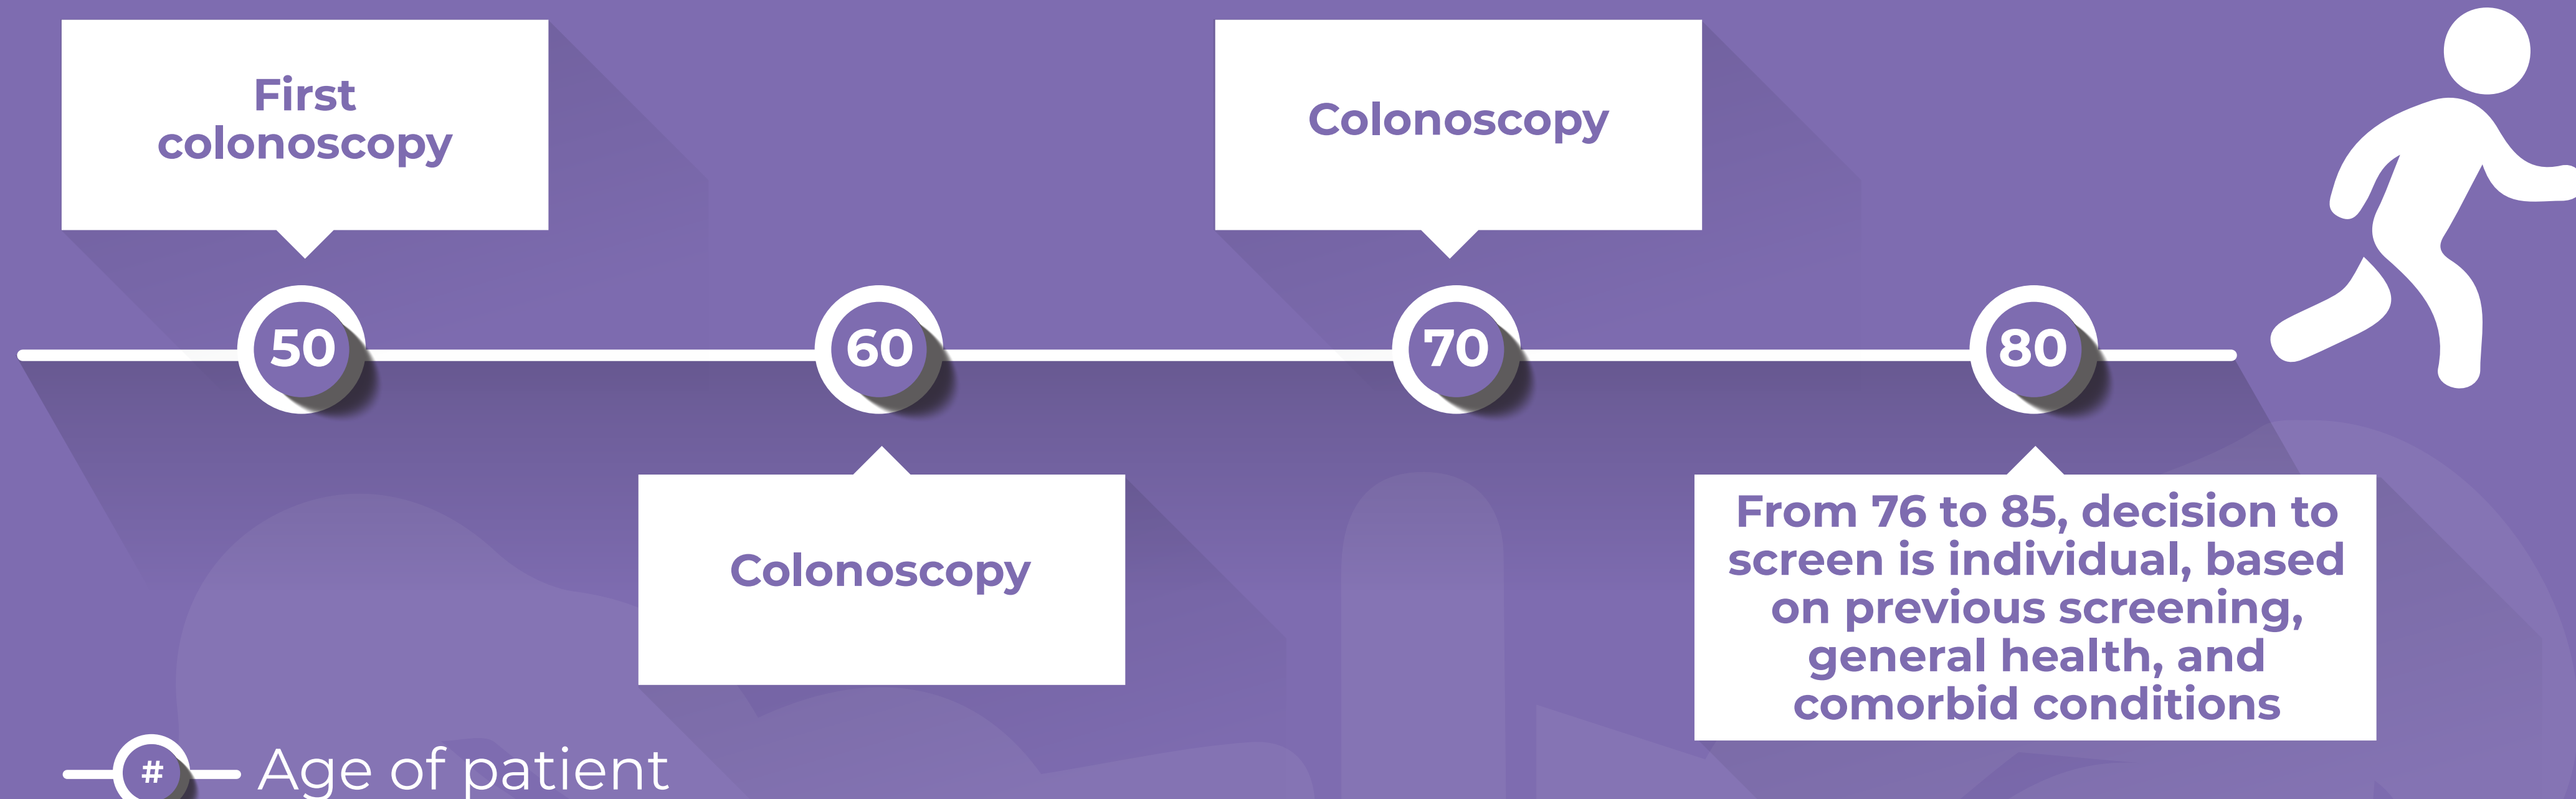 First
colonoscopy
Colonoscopy
50
60
70
80
Colonoscopy
From 76 to 85, decision to
screen is individual, based
on previous screening,
general health, and
comorbid conditions
# Age of patient